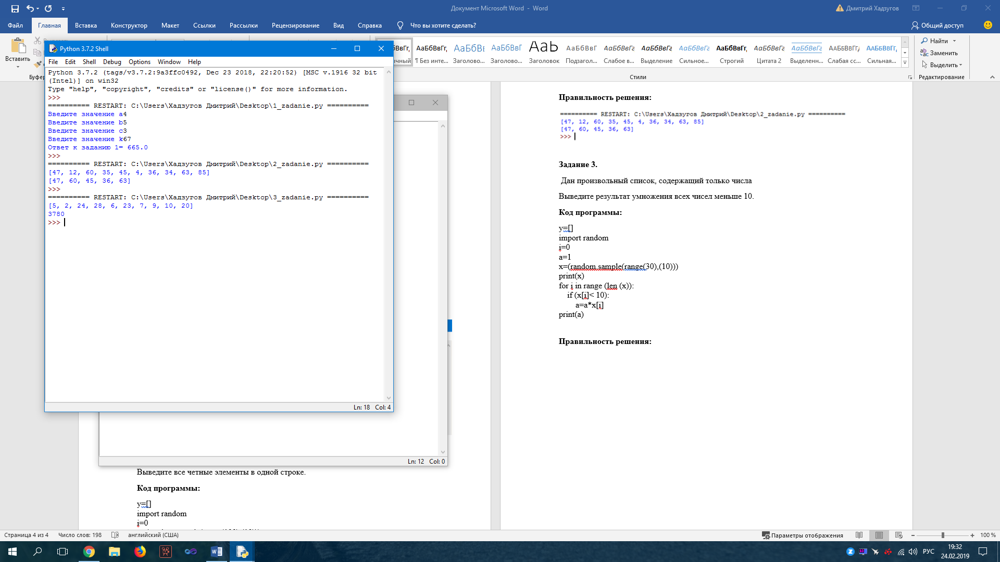 Документ Microsoft Word - Word
Дмитрий Хадзугов
Файл
Главная
Вставка
Конструктор
Макет
Ссылки
Рассылки
Рецензирование
Вид
Справка
Что вы хотите сделать?
Общий доступ
Вставить
АаБбВвГг,
АаБбВвГг,
АаБбВв
АаБбВвГ
АаЬ
АаБбВвГ
АаБбВвГг
АаБбВвГг
АаБбВвГг
АаБбВвГг,
АаБбВвГг
АаБбВвГг
АаБбВвГг,
АаБбВвГг,
¶ Без инте...
Заголово...
Заголово...
Заголовок
Подзагол...
Слабое в...
Выделение
Сильное...
Строгий
Цитата 2
Выделенн...
Слабая сс...
Сильная...
Стили
Найти
Заменить
Выделить
Редактирование
Python 3.7.2 Shell
File Edit Shell Debug Options Window Help
Python 3.7.2 (tags/v3.7.2:9a3ffc0492, Dec 23 2018, 22:20:52) [MSC v.1916 32 bit
(Intel)] on win32
Type "help", "copyright", "credits" or "license()" for more information.
>>>
========== RESTART: C:\Users\Хадзугов Дмитрий\Desktop\1_zadanie.py ==========
Введите значение a4
Введите значение b5
Введите значение c3
Введите значение k67
Ответ к заданию 1= 665.0
>>>
========== RESTART: C:\Users\Хадзугов Дмитрий\Desktop\2_zadanie.py ==========
[47, 12, 60, 35, 45, 4, 36, 34, 63, 85]
[47, 60, 45, 36, 63]
>>>
========== RESTART: C:\Users\Хадзугов Дмитрий\Desktop\3_zadanie.py ==========
[5, 2, 24, 28, 6, 23, 7, 9, 10, 20]
3780
>>>
Ln: 18 Col: 4
Ln: 12 Col: 0
Выведите все четные элементы в одной строке.
Код программы:
y=[]
import random
i=0
Правильность решения:
========== RESTART: C:\Users\Хадзугов Дмитрий\Desktop\2_zadanie.py ==========
[47, 12, 60, 35, 45, 4, 36, 34, 63, 85]
[47, 60, 45, 36, 63]
>>>
Задание 3.
Дан произвольный список, содержащий только числа
Выведите результат умножения всех чисел меньше 10.
Код программы:
y=[]
import random
i=0
a=1
x=(random.sample(range(30),(10)))
print(x)
for i in range (len (x)):
if (x[i]< 10):
a=a*x[i]
print(a)
Правильность решения:
Страница 4 из 4
Число слов: 198
английский (США)
Параметры отображения
100 %
РУС
19:32
24.02.2019